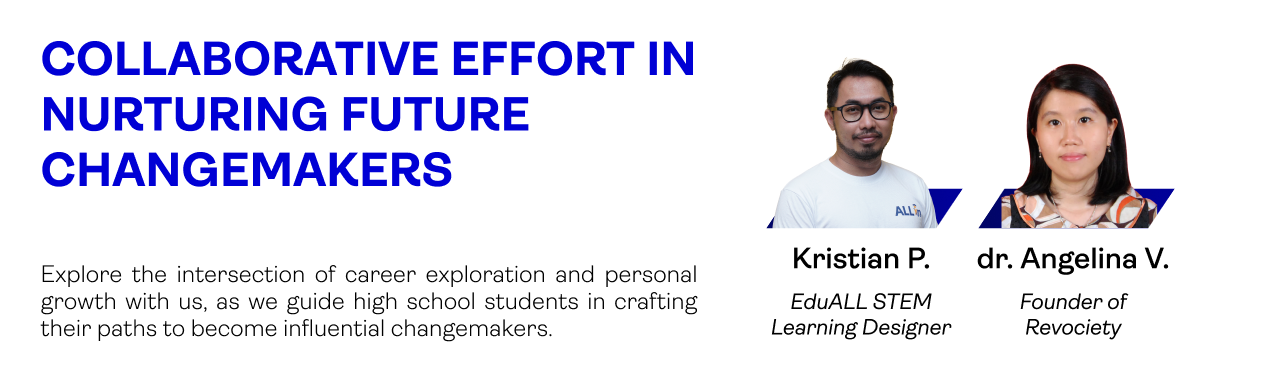 COLLABORATIVE EFFORT IN
NURTURING FUTURE
CHANGEMAKERS
Explore the intersection of career exploration and personal
growth with us, as we guide high school students in crafting
their paths to become influential changemakers.
ALLin
Kristian P.
EduALL STEM
Learning Designer
dr. Angelina V.
Founder of
Revociety